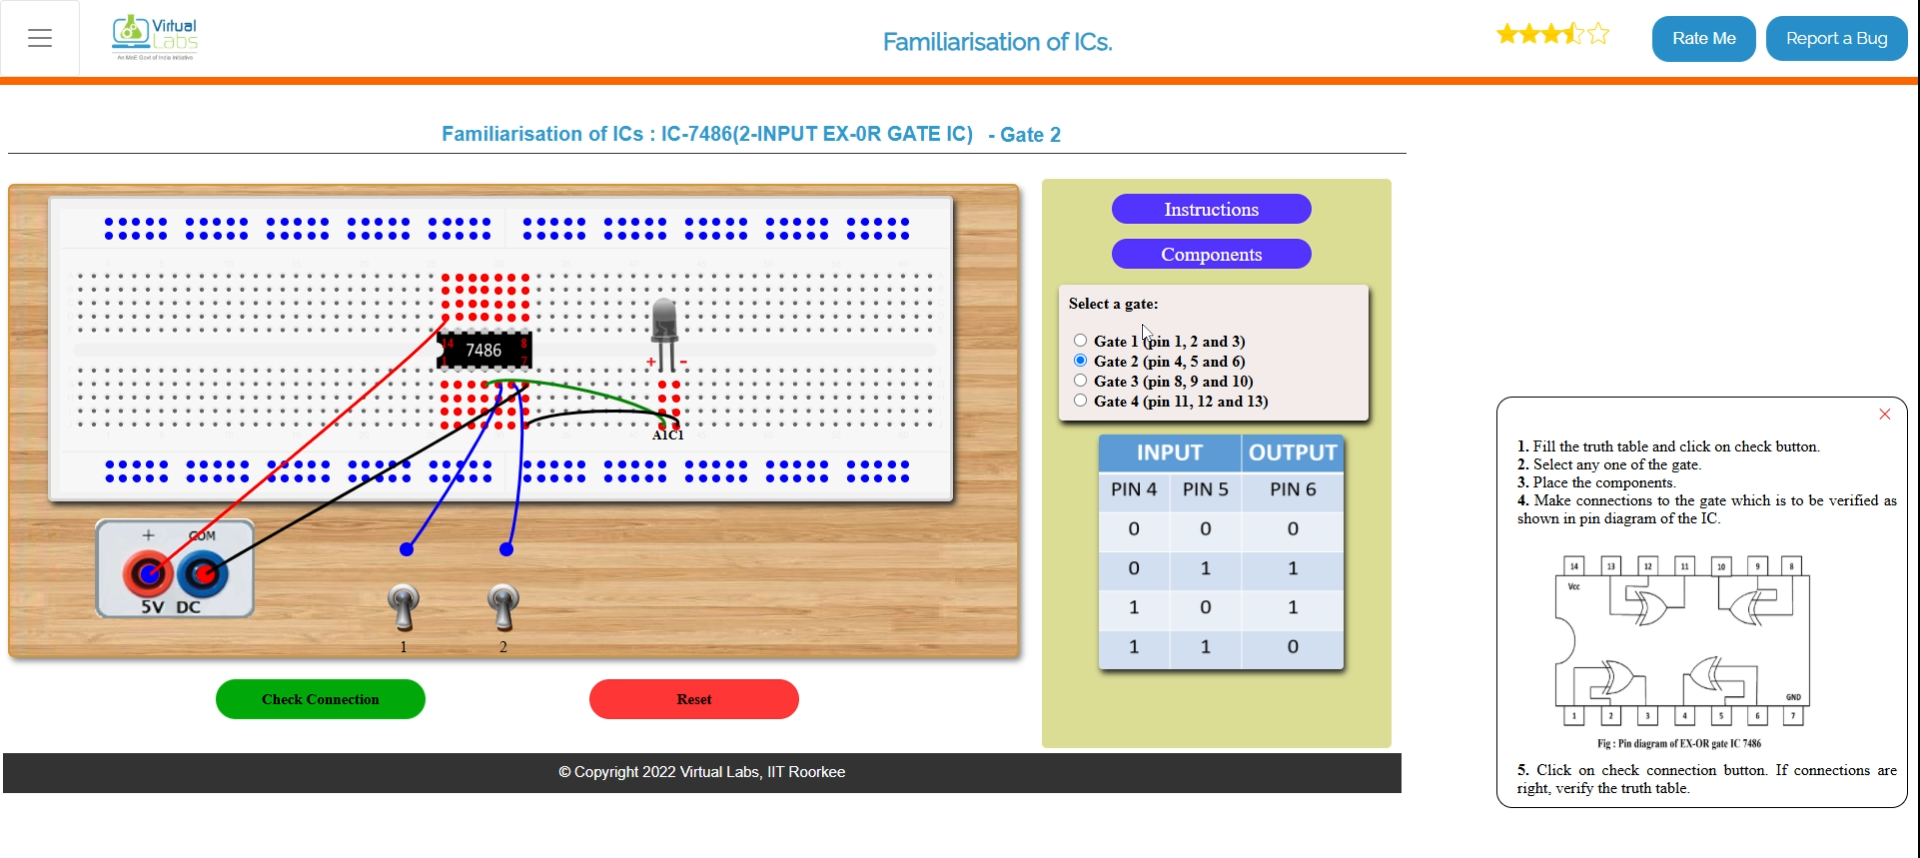 Virtual
Labs
An MoE Govt of India Initiative
Familiarisation of ICs.
Rate Me
Report a Bug
Familiarisation of ICs : IC-7486(2-INPUT EX-0R GATE IC) - Gate 2
14
8
7486
1
7
+ -
A1C1
+ COM
5V DC
1
2
Check Connection
Reset
Instructions
Components
Select a gate:
Gate 1 (pin 1, 2 and 3)
Gate 2 (pin 4, 5 and 6)
Gate 3 (pin 8, 9 and 10)
Gate 4 (pin 11, 12 and 13)
INPUT OUTPUT
PIN 4 PIN 5 PIN 6
0 0 0
0 1 1
1 0 1
1 1 0
1. Fill the truth table and click on check button.
2. Select any one of the gate.
3. Place the components.
4. Make connections to the gate which is to be verified as
shown in pin diagram of the IC.
14 13 12 11 10 9 8
Vcc
GND
1 2 3 4 5 6 7
Fig : Pin diagram of EX-OR gate IC 7486
5. Click on check connection button. If connections are
right, verify the truth table.
© Copyright 2022 Virtual Labs, IIT Roorkee